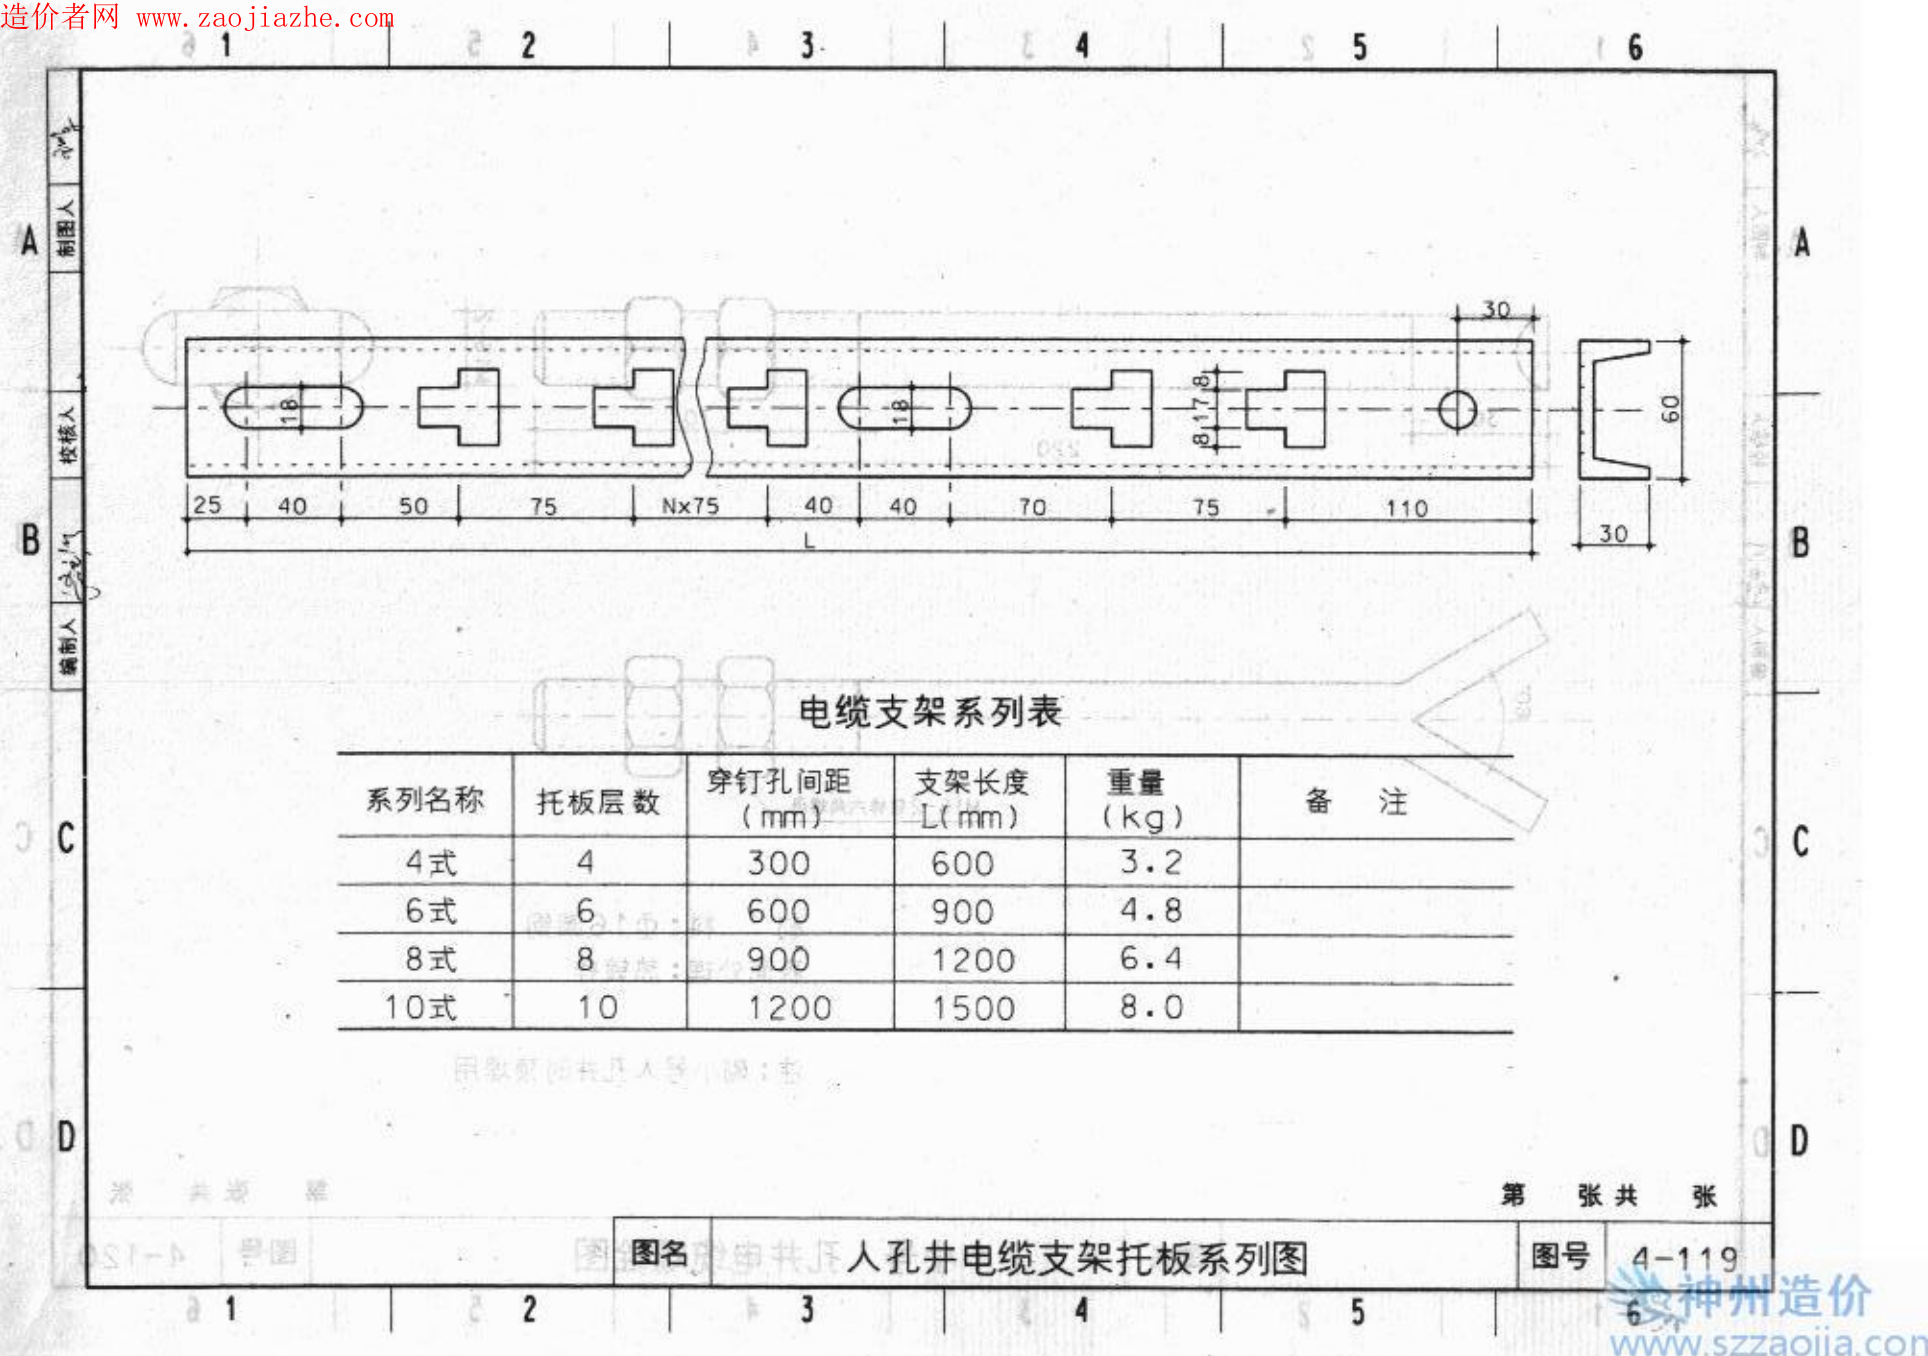 造价者网 www.zaojiazhe.com
1 2 3 4 5 6
制图人
A A
30
18 18 8 17 8 60
校核人
25 40 50 75 N×75 40 40 70 75 110
30
L
B B
编制人
电缆支架系列表
系列名称 托板层数 穿钉孔间距(mm) 支架长度L(mm) 重量(kg) 备 注
4式 4 300 600 3.2
6式 6 600 900 4.8
8式 8 900 1200 6.4
10式 10 1200 1500 8.0
C C
D D
第 张 共 张
图名 人孔井电缆支架托板系列图 图号 4-119
1 2 3 4 5 6
神州造价
www.szzaojia.com